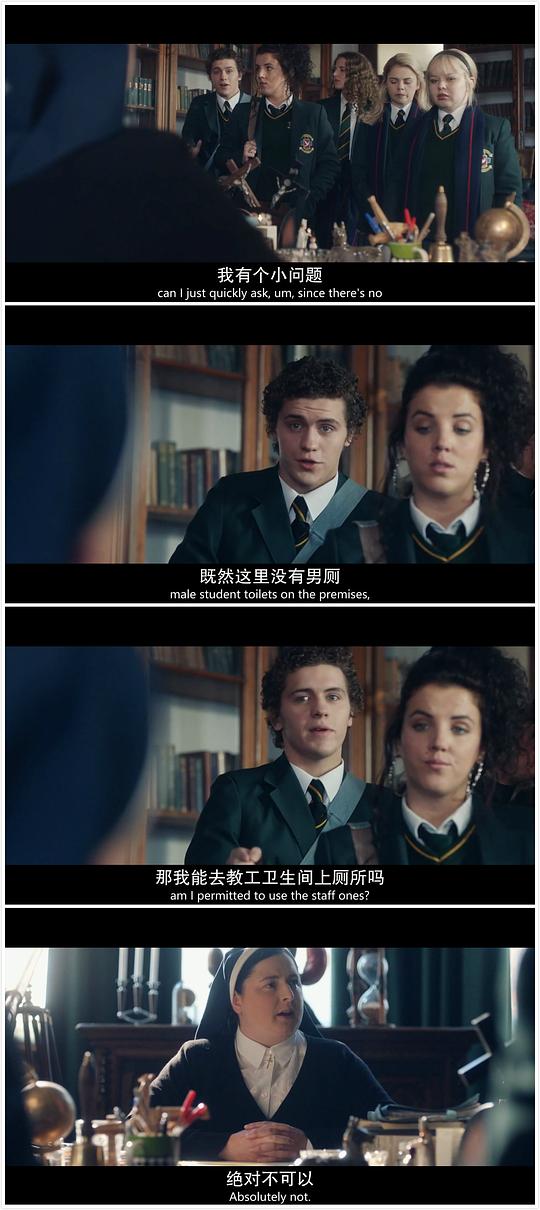 我有个小问题
can I just quickly ask, um, since there's no
既然这里没有男厕
male student toilets on the premises,
那我能去教工卫生间上厕所吗
am I permitted to use the staff ones?
绝对不可以
Absolutely not.